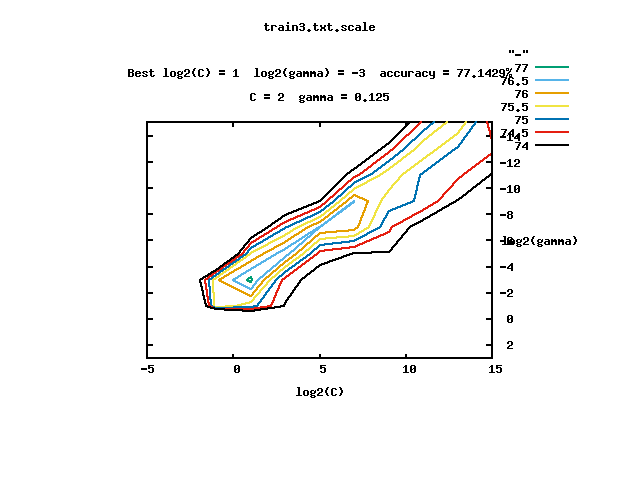 train3.txt.scale
"-"
Best log2(C) = 1 log2(gamma) = -3 accuracy = 77.1429%
77
76.5
76
C = 2 gamma = 0.125
75.5
75
74.5
74
-14
-12
-10
-8
-6
log2(gamma)
-4
-2
0
2
-5 0 5 10 15
log2(C)